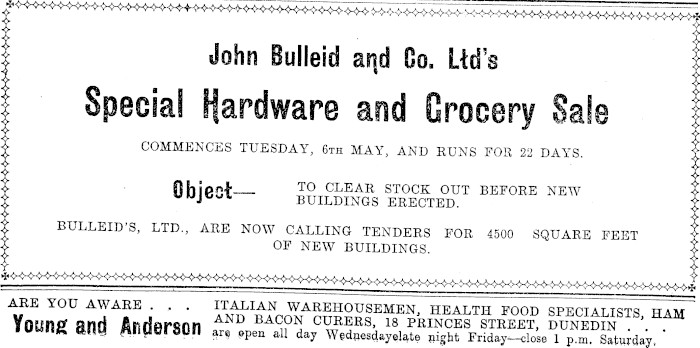 John Bulleid and Co. Ltd's
Special Hardware and Grocery Sale
COMMENCES TUESDAY, 6TH MAY, AND RUNS FOR 22 DAYS.
Object— TO CLEAR STOCK OUT BEFORE NEW
BUILDINGS ERECTED.
BULLEID'S, LTD., ARE NOW CALLING TENDERS FOR 4500 SQUARE FEET
OF NEW BUILDINGS.
ARE YOU AWARE . . . ITALIAN WAREHOUSEMEN, HEALTH FOOD SPECIALISTS, HAM
Young and Anderson AND BACON CURERS, 18 PRINCES STREET, DUNEDIN . . .
are open all day Wednesdayelate night Friday—close 1 p.m. Saturday.